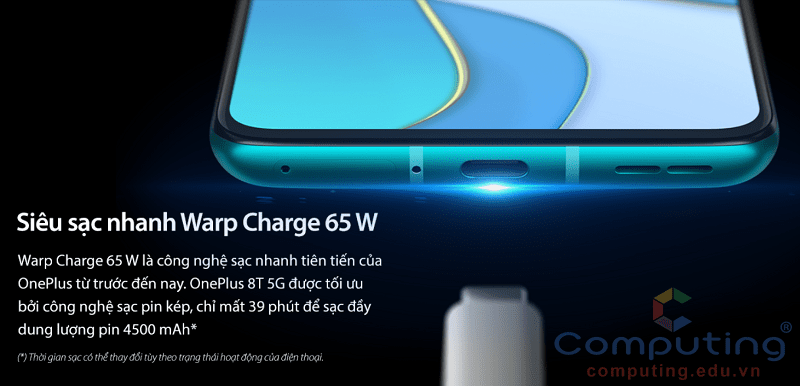 Siêu sạc nhanh Warp Charge 65 W
Warp Charge 65 W là công nghệ sạc nhanh tiên tiến của
OnePlus từ trước đến nay. OnePlus 8T 5G được tối ưu
bởi công nghệ sạc pin kép, chỉ mất 39 phút để sạc đầy
dung lượng pin 4500 mAh*
(*) Thời gian sạc có thể thay đổi tùy theo trạng thái hoạt động của điện thoại.
Computing®
computing.edu.vn